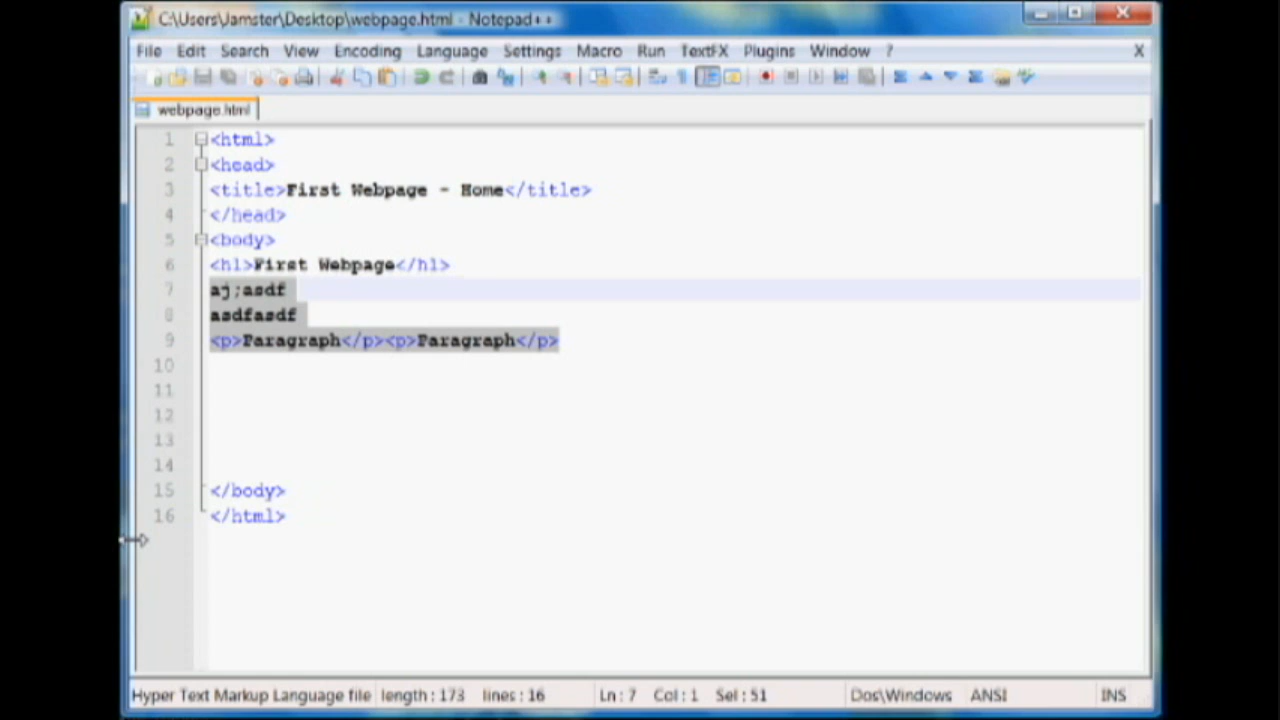 C:\Users\Jamster\Desktop\webpage.html - Notepad++
File Edit Search View Encoding Language Settings Macro Run TextFX Plugins Window ? X
webpage.html
1 <html>
2 <head>
3 <title>First Webpage - Home</title>
4 </head>
5 <body>
6 <h1>First Webpage</h1>
7 aj;asdf
8 asdfasdf
9 <p>Paragraph</p><p>Paragraph</p>
10
11
12
13
14
15 </body>
16 </html>
Hyper Text Markup Language file length : 173 lines : 16 Ln : 7 Col : 1 Sel : 51 Dos\Windows ANSI INS